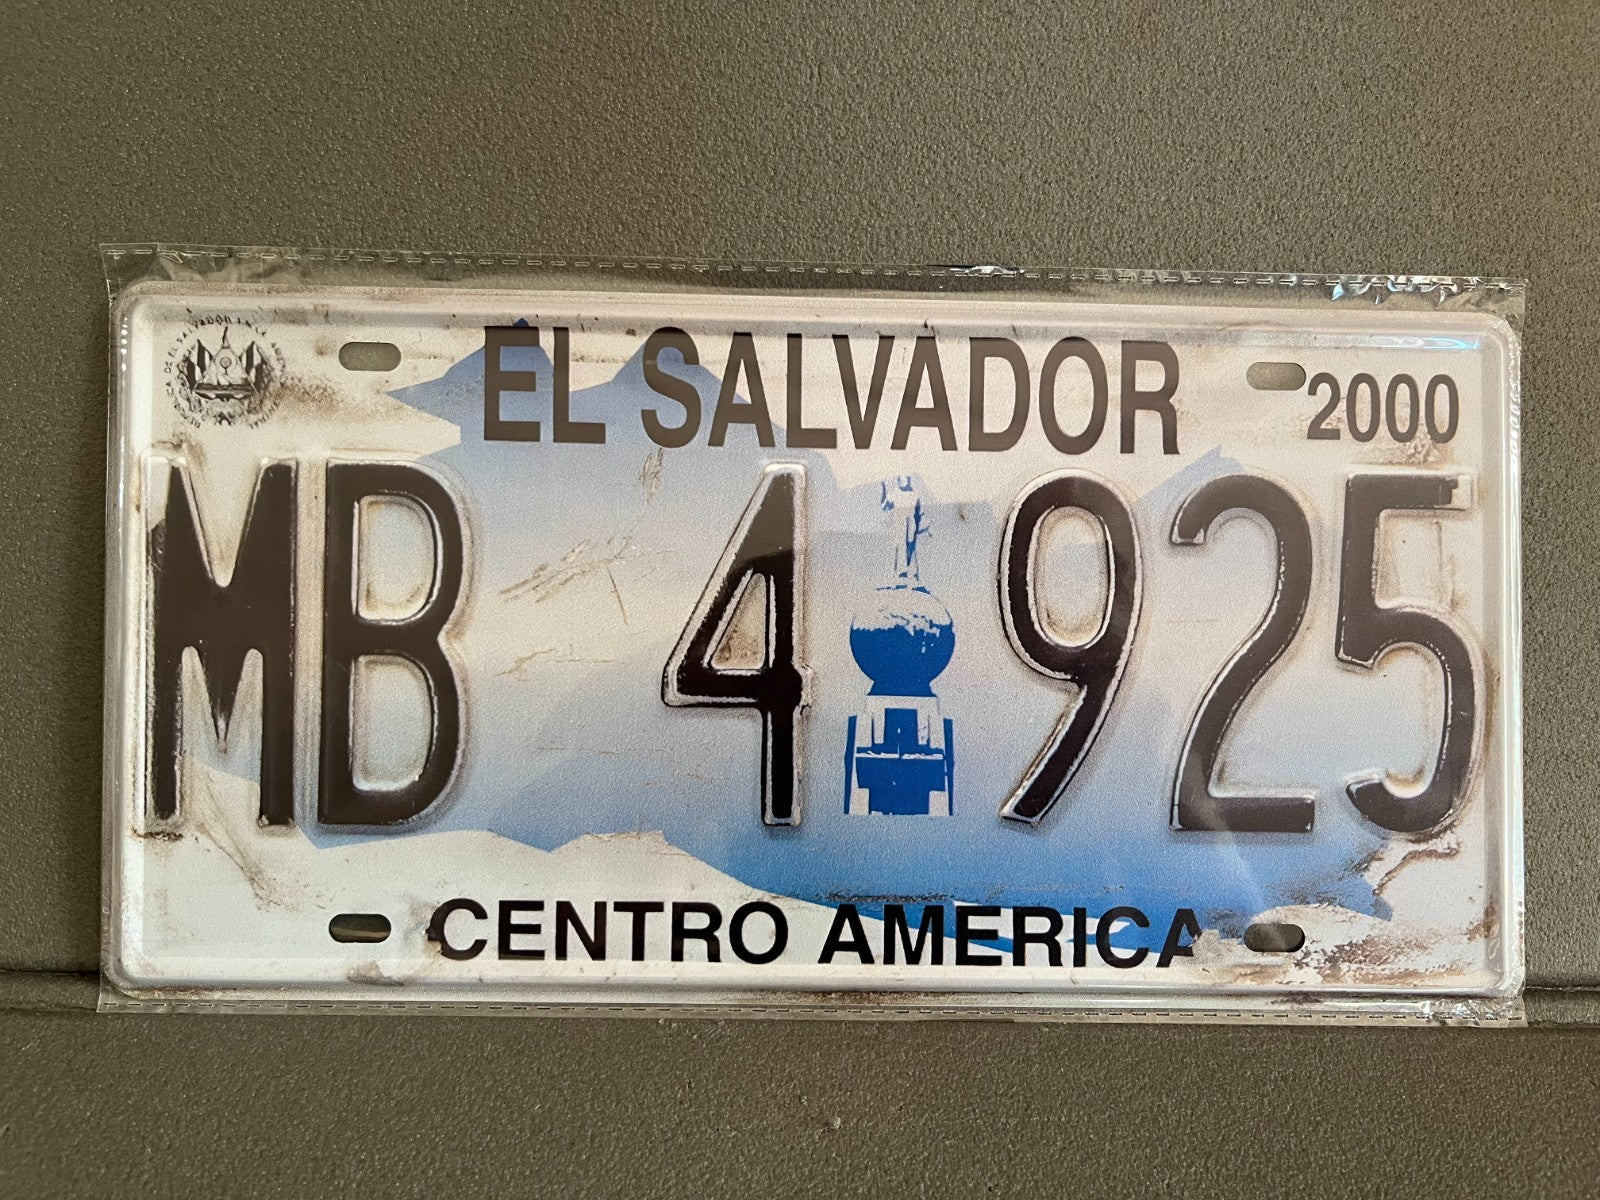 EL SALVADOR
2000
MB 4 925
CENTRO AMERICA